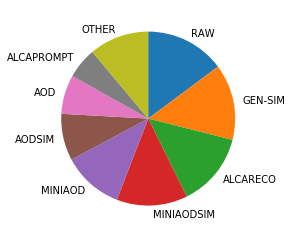 OTHER
RAW
ALCAPROMPT
AOD
GEN-SIM
AODSIM
ALCARECO
MINIAOD
MINIAODSIM